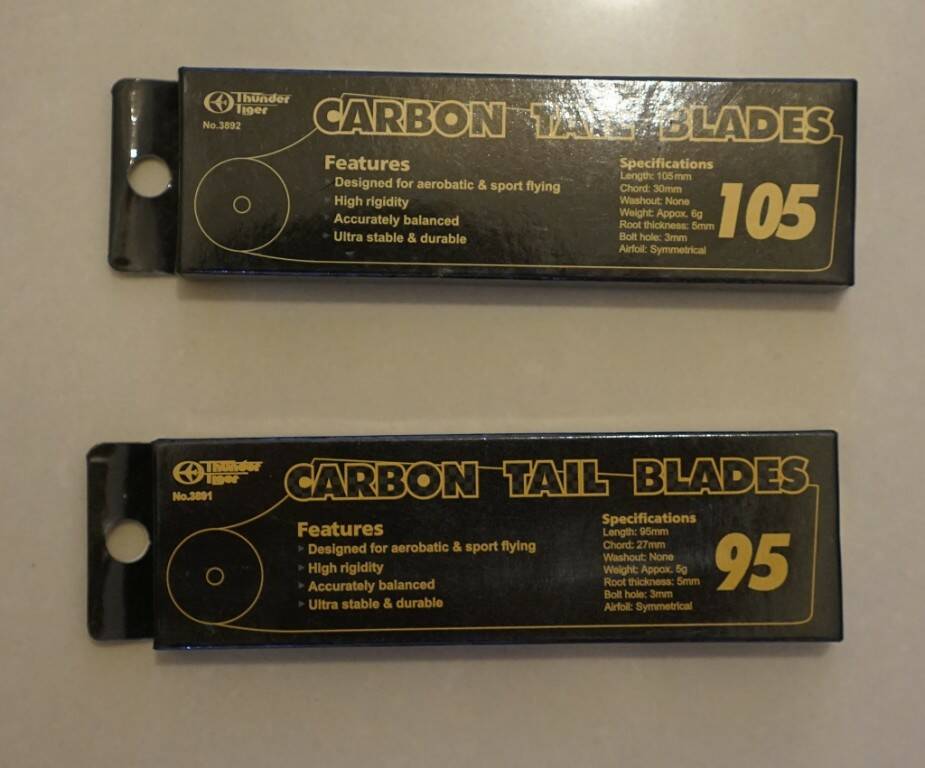 Thunder
Tiger
No.3892
CARBON TAIL BLADES
Features
Designed for aerobatic & sport flying
High rigidity
Accurately balanced
Ultra stable & durable
Specifications
Length: 105mm
Chord: 30mm
Washout: None
Weight: Appox. 6g
Root thickness: 5mm
Bolt hole: 3mm
Airfoil: Symmetrical
105
Thunder
Tiger
No.3891
CARBON TAIL BLADES
Features
Designed for aerobatic & sport flying
High rigidity
Accurately balanced
Ultra stable & durable
Specifications
Length: 95mm
Chord: 27mm
Washout: None
Weight: Appox. 5g
Root thickness: 5mm
Bolt hole: 3mm
Airfoil: Symmetrical
95